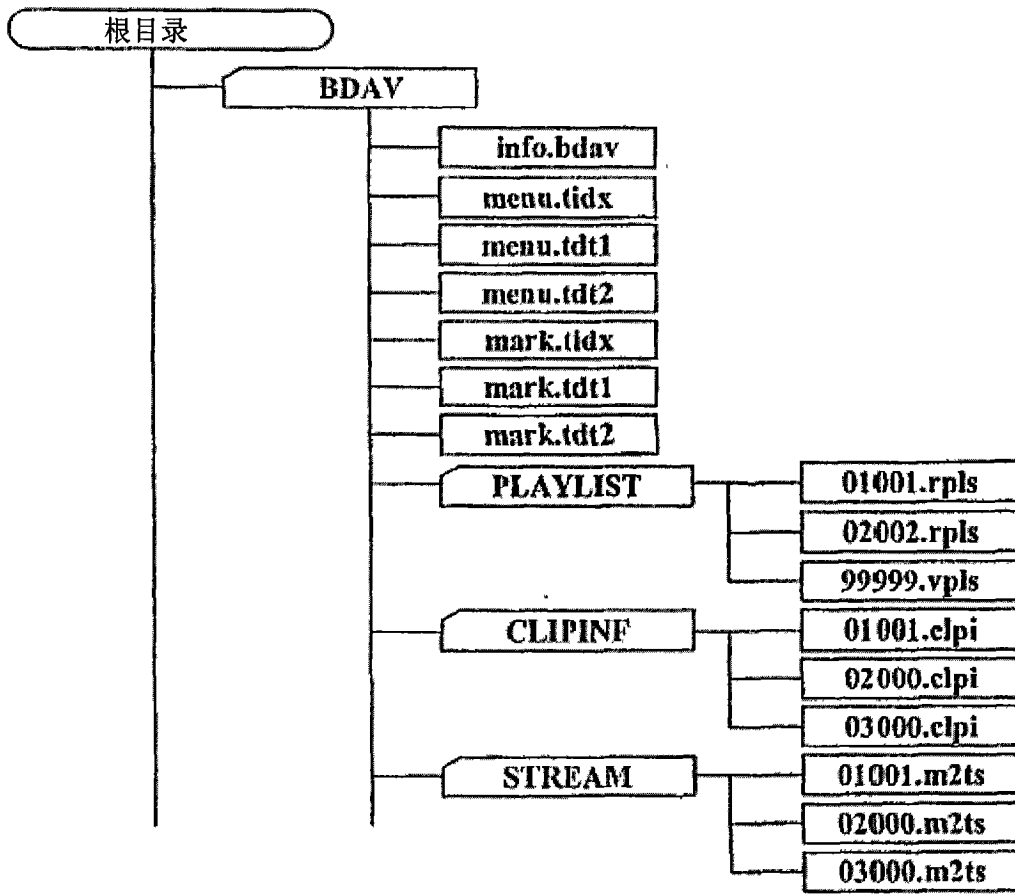 根目录
BDAV
info.bdav
menu.tidx
menu.tdt1
menu.tdt2
mark.tidx
mark.tdt1
mark.tdt2
PLAYLIST
01001.rpls
02002.rpls
99999.vpls
CLIPINF
01001.clpi
02000.clpi
03000.clpi
STREAM
01001.m2ts
02000.m2ts
03000.m2ts